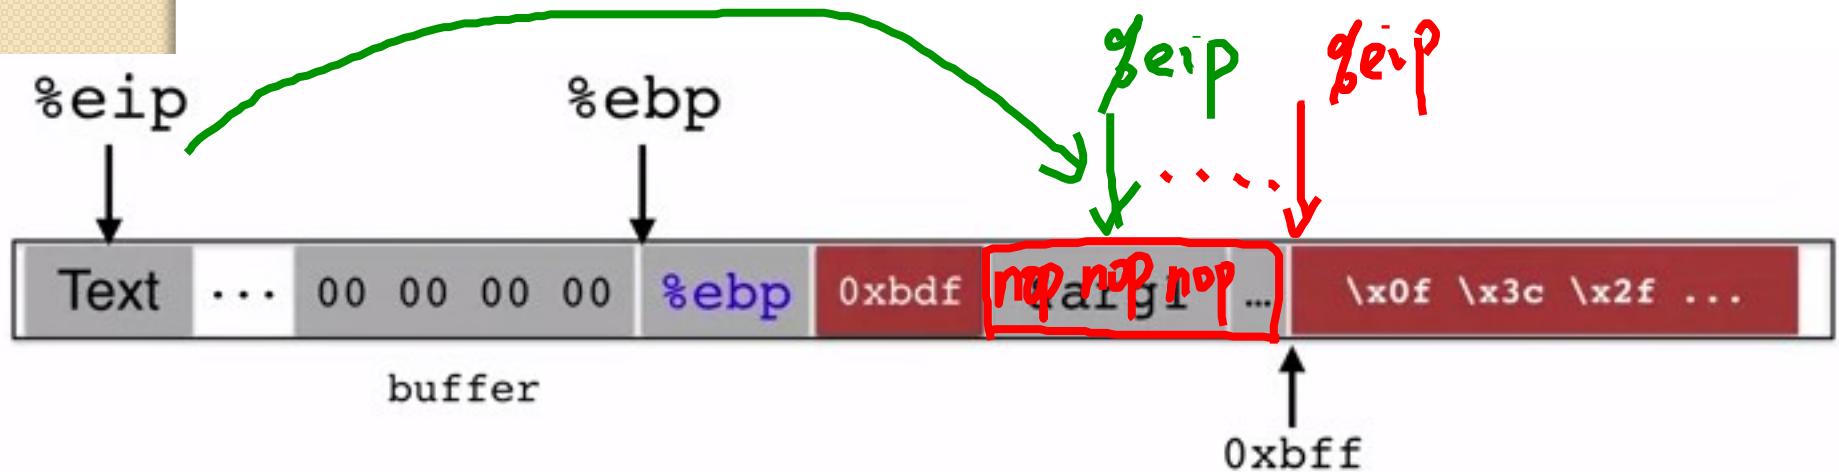 %eip %ebp %eip %eip
Text ... 00 00 00 00 %ebp 0xbdf nop nop nop &arg1 ... \x0f \x3c \x2f ...
buffer
0xbff